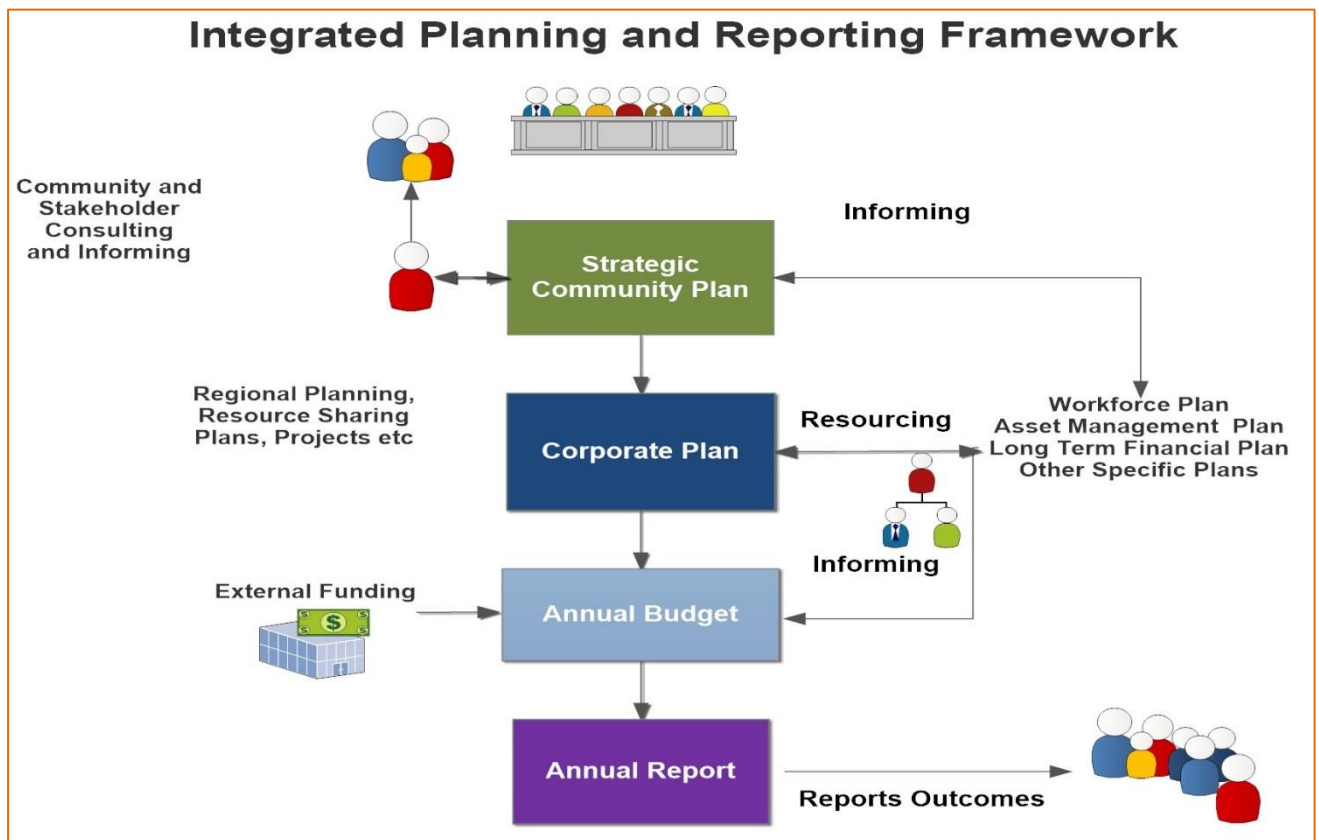 Integrated Planning and Reporting Framework
Community and
Stakeholder
Consulting
and Informing
Informing
Strategic
Community Plan
Regional Planning,
Resource Sharing
Plans, Projects etc
Corporate Plan
Resourcing
Workforce Plan
Asset Management Plan
Long Term Financial Plan
Other Specific Plans
Informing
External Funding
$
Annual Budget
Annual Report
Reports Outcomes